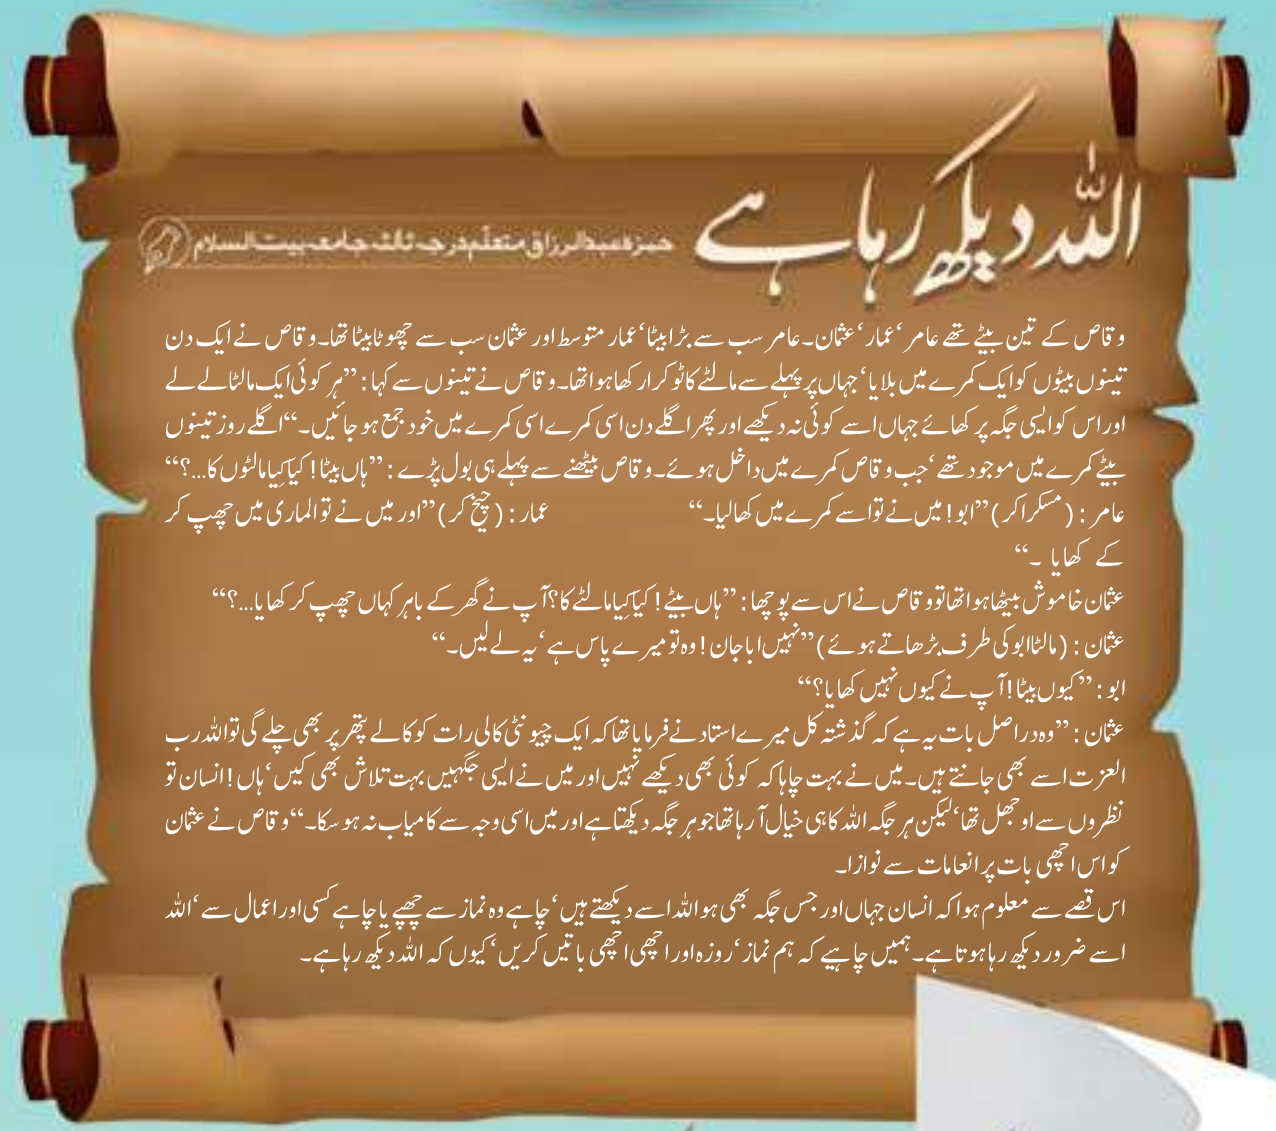 اللہ دیکھ رہا ہے
حمزہ عبدالرزاق متعلّم درجہ ثالثہ جامعہ بیت السلام
وقاص کے تین بیٹے تھے عامر، عمار، عثمان۔ عامر سب سے بڑا بیٹا، عمار متوسط اور عثمان سب سے چھوٹا بیٹا تھا۔ وقاص نے ایک دن
تینوں بیٹوں کو ایک کمرے میں بلایا، جہاں پر پہلے سے مالٹے کا ٹوکرا رکھا ہوا تھا۔ وقاص نے تینوں سے کہا: ”ہر کوئی ایک مالٹا لے لے
اور اس کو ایسی جگہ پر کھائے جہاں اسے کوئی نہ دیکھے اور پھر اگلے دن اسی کمرے اسی کمرے میں خود جمع ہو جائیں۔“ اگلے روز تینوں
بیٹے کمرے میں موجود تھے، جب وقاص کمرے میں داخل ہوئے۔ وقاص بیٹھنے سے پہلے ہی بول پڑے: ”ہاں بیٹا! کیا کِیا مالٹوں کا...؟“
عامر: (مسکرا کر) ”ابو! میں نے تو اسے کمرے میں کھا لیا۔“ عمار: (چیخ کر) ”اور میں نے تو الماری میں چھپ کر
کے کھایا ۔“
عثمان خاموش بیٹھا ہوا تھا تو وقاص نے اس سے پوچھا: ”ہاں بیٹے! کیا کِیا مالٹے کا؟ آپ نے گھر کے باہر کہاں چھپ کر کھایا...؟“
عثمان: (مالٹا ابو کی طرف بڑھاتے ہوئے) ”نہیں ابا جان! وہ تو میرے پاس ہے، یہ لے لیں۔“
ابو: ”کیوں بیٹا! آپ نے کیوں نہیں کھایا؟“
عثمان: ”وہ دراصل بات یہ ہے کہ گذشتہ کل میرے استاد نے فرمایا تھا کہ ایک چیونٹی کالی رات کو کالے پتھر پر بھی چلے گی تو اللہ رب
العزت اسے بھی جانتے ہیں۔ میں نے بہت چاہا کہ کوئی بھی دیکھے نہیں اور میں نے ایسی جگہیں بہت تلاش بھی کیں، ہاں! انسان تو
نظروں سے اوجھل تھا، لیکن ہر جگہ اللہ کا ہی خیال آ رہا تھا جو ہر جگہ دیکھتا ہے اور میں اسی وجہ سے کامیاب نہ ہو سکا۔“ وقاص نے عثمان
کو اس اچھی بات پر انعامات سے نوازا۔
اس قصے سے معلوم ہوا کہ انسان جہاں اور جس جگہ بھی ہو اللہ اسے دیکھتے ہیں، چاہے وہ نماز سے چھپے یا چاہے کسی اور اعمال سے، اللہ
اسے ضرور دیکھ رہا ہوتا ہے۔ ہمیں چاہیے کہ ہم نماز، روزہ اور اچھی اچھی باتیں کریں، کیوں کہ اللہ دیکھ رہا ہے۔